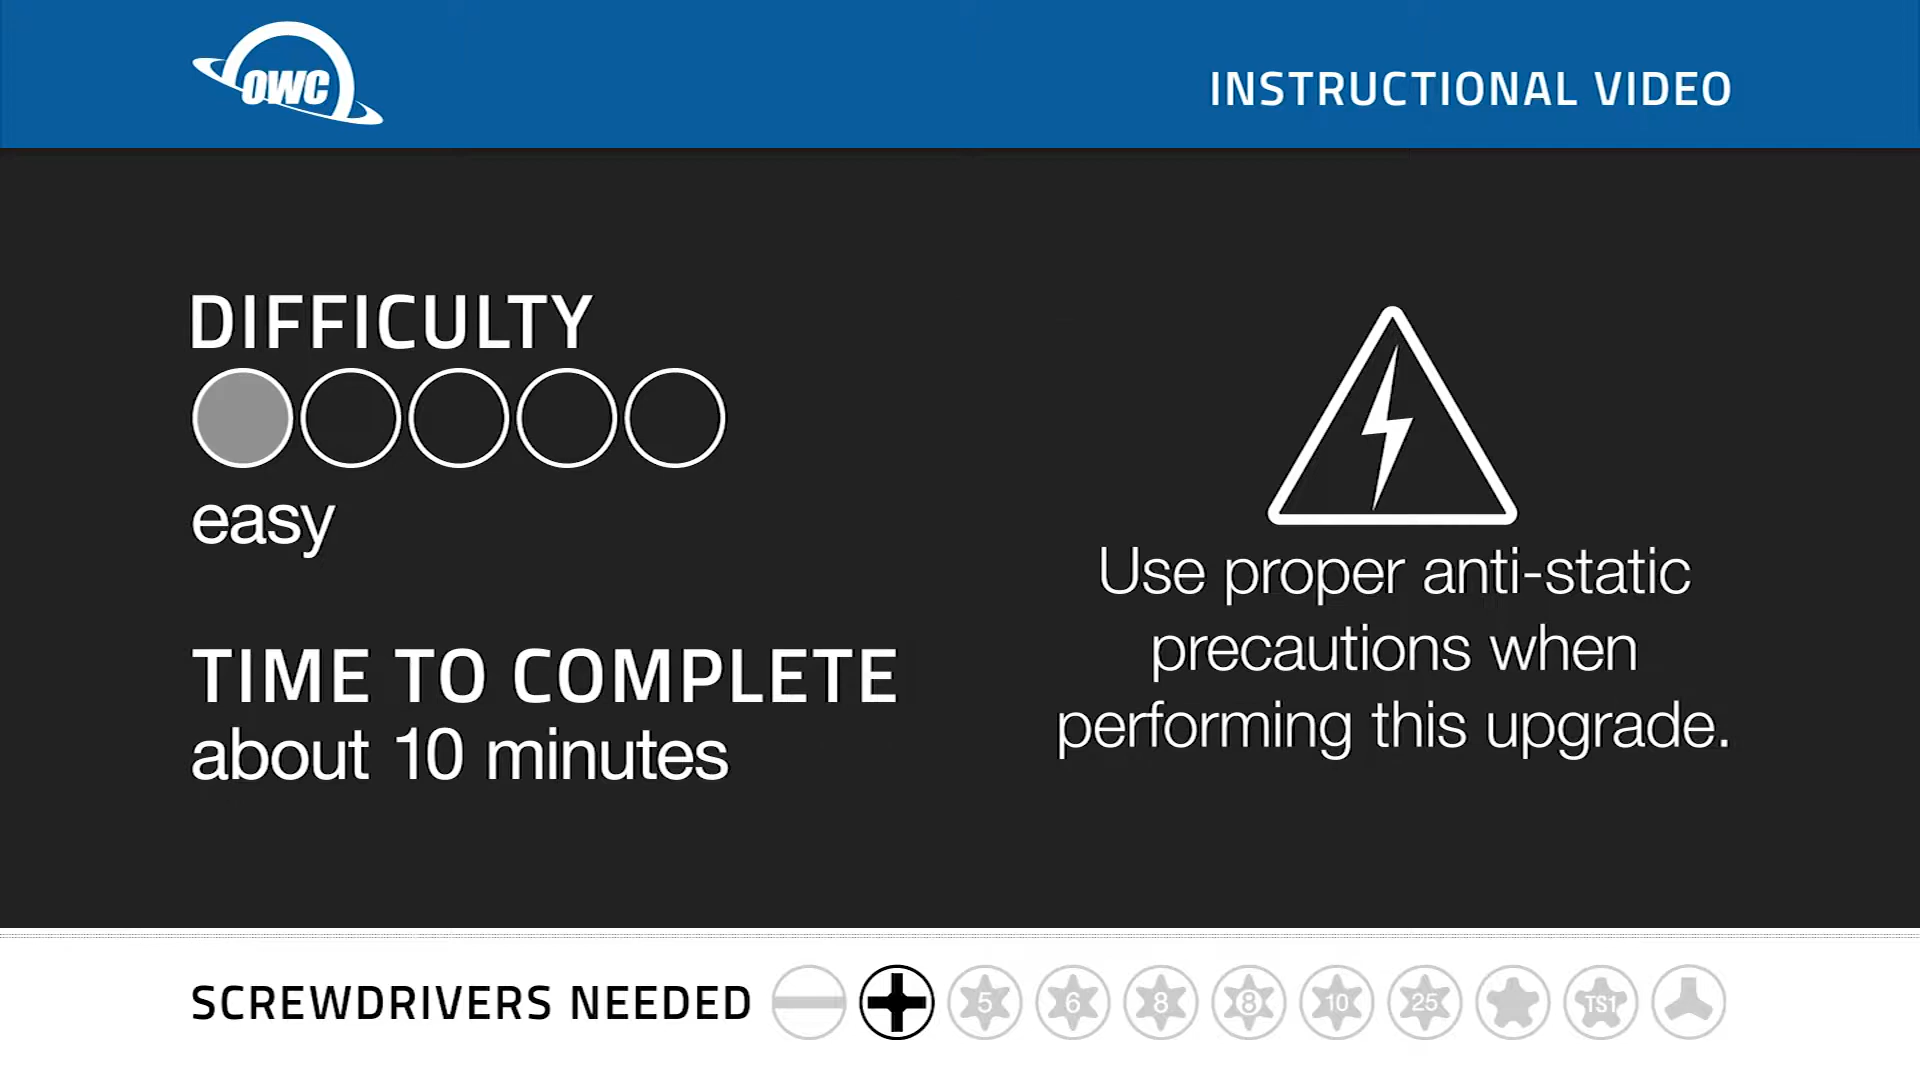 OWC
INSTRUCTIONAL VIDEO
DIFFICULTY
easy
TIME TO COMPLETE
about 10 minutes
Use proper anti-static
precautions when
performing this upgrade.
SCREWDRIVERS NEEDED 5 6 8 8 10 25 TS1